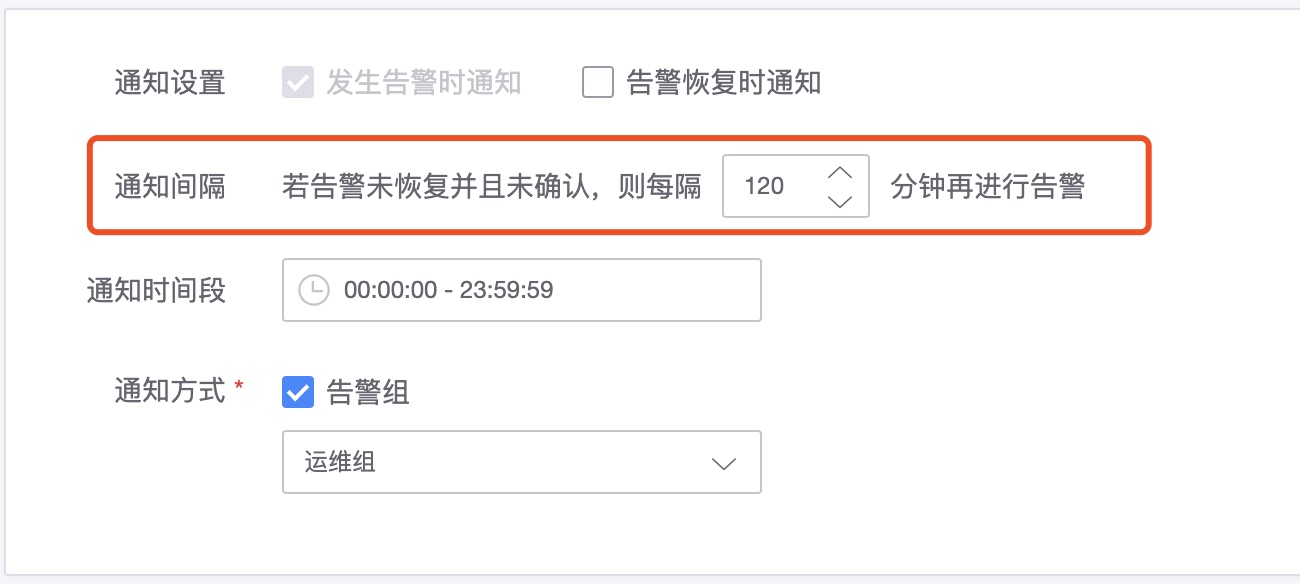 通知设置 发生告警时通知 告警恢复时通知
通知间隔 若告警未恢复并且未确认，则每隔 120 分钟再进行告警
通知时间段 00:00:00 - 23:59:59
通知方式 * 告警组
运维组